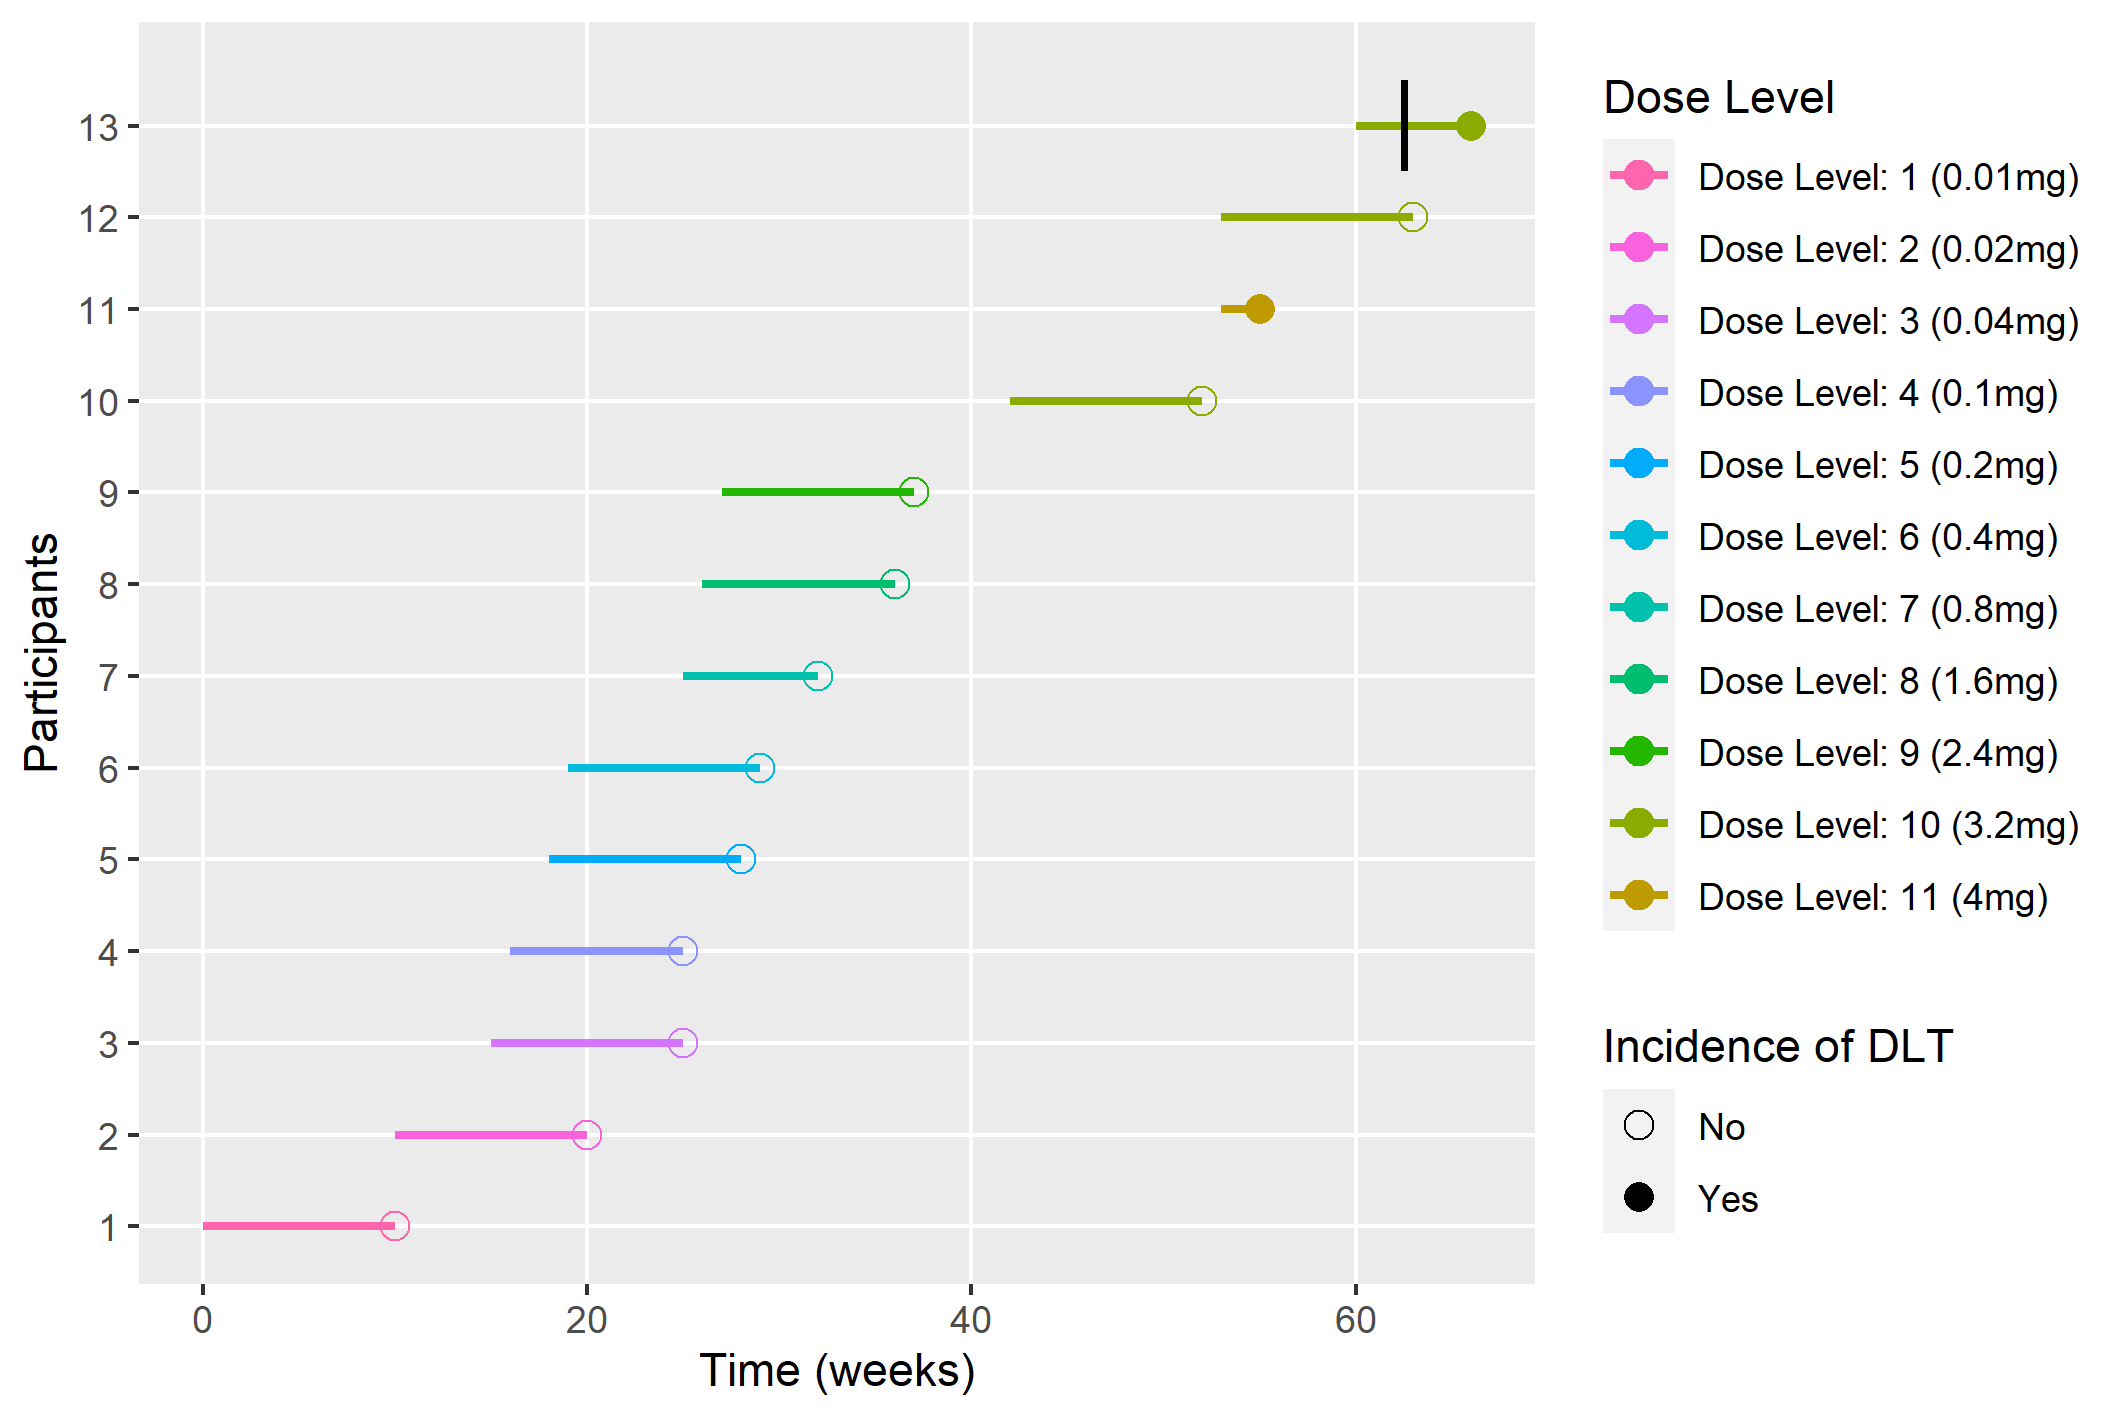 13
12
11
10
9
8
7
6
5
4
3
2
1
Participants
0 20 40 60
Time (weeks)
Dose Level
Dose Level: 1 (0.01mg)
Dose Level: 2 (0.02mg)
Dose Level: 3 (0.04mg)
Dose Level: 4 (0.1mg)
Dose Level: 5 (0.2mg)
Dose Level: 6 (0.4mg)
Dose Level: 7 (0.8mg)
Dose Level: 8 (1.6mg)
Dose Level: 9 (2.4mg)
Dose Level: 10 (3.2mg)
Dose Level: 11 (4mg)
Incidence of DLT
No
Yes